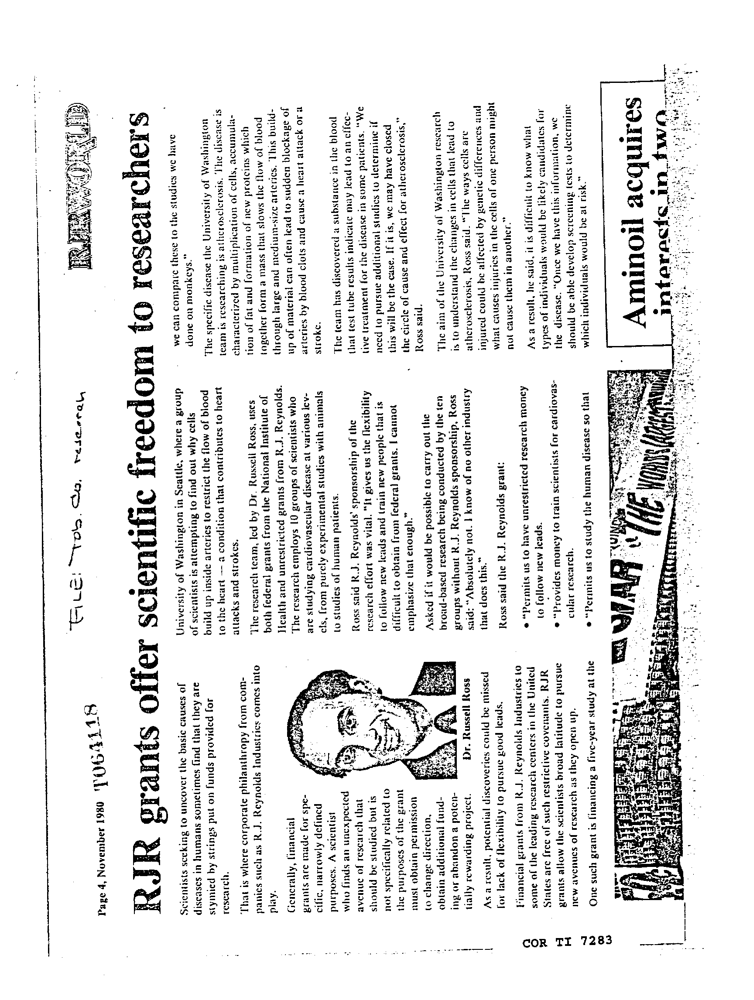 FILE: Tob. Co. research
Page 4, November 1980 T064118
RJRWORLD
RJR grants offer scientific freedom to researchers
Scientists seeking to uncover the basic causes of
diseases in humans sometimes find that they are
stymied by strings put on funds provided for
research.
That is where corporate philanthropy from com-
panies such as R.J. Reynolds Industries comes into
play.
Generally, financial
grants are made for spe-
cific, narrowly defined
purposes. A scientist
who finds an unexpected
avenue of research that
should be studied but is
not specifically related to
the purposes of the grant
must obtain permission
to change direction,
obtain additional fund-
ing or abandon a poten-
tially rewarding project.
Dr. Russell Ross
As a result, potential discoveries could be missed
for lack of flexibility to pursue good leads.
Financial grants from R.J. Reynolds Industries to
some of the leading research centers in the United
States are free of such restrictive covenants. RJR
grants allow the scientists broad latitude to pursue
new avenues of research as they open up.
One such grant is financing a five-year study at the
University of Washington in Seattle, where a group
of scientists is attempting to find out why cells
build up inside arteries to restrict the flow of blood
to the heart — a condition that contributes to heart
attacks and strokes.
The research team, led by Dr. Russell Ross, uses
both federal grants from the National Institute of
Health and unrestricted grants from R.J. Reynolds.
The research employs 10 groups of scientists who
are studying cardiovascular disease at various lev-
els, from purely experimental studies with animals
to studies of human patients.
Ross said R.J. Reynolds' sponsorship of the
research effort was vital. "It gives us the flexibility
to follow new leads and train new people that is
difficult to obtain from federal grants. I cannot
emphasize that enough."
Asked if it would be possible to carry out the
broad-based research being conducted by the ten
groups without R.J. Reynolds sponsorship, Ross
said: "Absolutely not. I know of no other industry
that does this."
Ross said the R.J. Reynolds grant:
• "Permits us to have unrestricted research money
to follow new leads.
• "Provides money to train scientists for cardiovas-
cular research.
• "Permits us to study the human disease so that
we can compare these to the studies we have
done on monkeys."
The specific disease the University of Washington
team is researching is atherosclerosis. The disease is
characterized by multiplication of cells, accumula-
tion of fat and formation of new proteins which
together form a mass that slows the flow of blood
through large and medium-size arteries. This build-
up of material can often lead to sudden blockage of
arteries by blood clots and cause a heart attack or a
stroke.
The team has discovered a substance in the blood
that test tube results indicate may lead to an effec-
tive treatment for the disease in some patients. "We
need to pursue additional studies to determine if
this will be the case. If it is, we may have closed
the circle of cause and effect for atherosclerosis,"
Ross said.
The aim of the University of Washington research
is to understand the changes in cells that lead to
atherosclerosis, Ross said. "The ways cells are
injured could be affected by genetic differences and
what causes injuries in the cells of one person might
not cause them in another."
As a result, he said, it is difficult to know what
types of individuals would be likely candidates for
the disease. "Once we have this information, we
should be able develop screening tests to determine
which individuals would be at risk."
"THE WORLD'S LARGEST
Aminoil acquires
interests in two
COR TI 7283